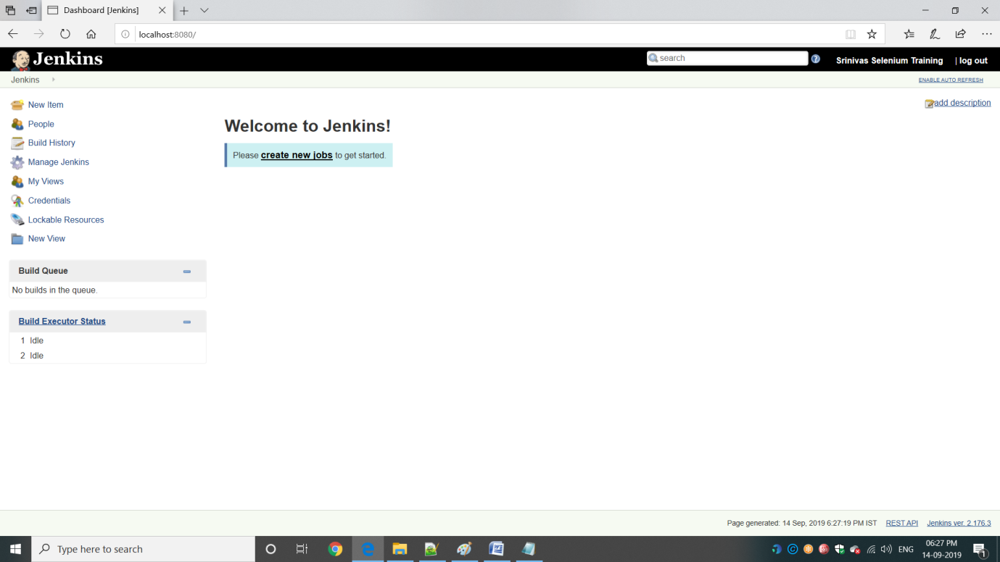 Dashboard [Jenkins]
localhost:8080/
Jenkins
search
Srinivas Selenium Training
| log out
Jenkins
ENABLE AUTO REFRESH
New Item
People
Build History
Manage Jenkins
My Views
Credentials
Lockable Resources
New View
add description
Welcome to Jenkins!
Please create new jobs to get started.
Build Queue
No builds in the queue.
Build Executor Status
1 Idle
2 Idle
Page generated: 14 Sep, 2019 6:27:19 PM IST REST API Jenkins ver. 2.176.3
Type here to search
ENG
06:27 PM
14-09-2019
1